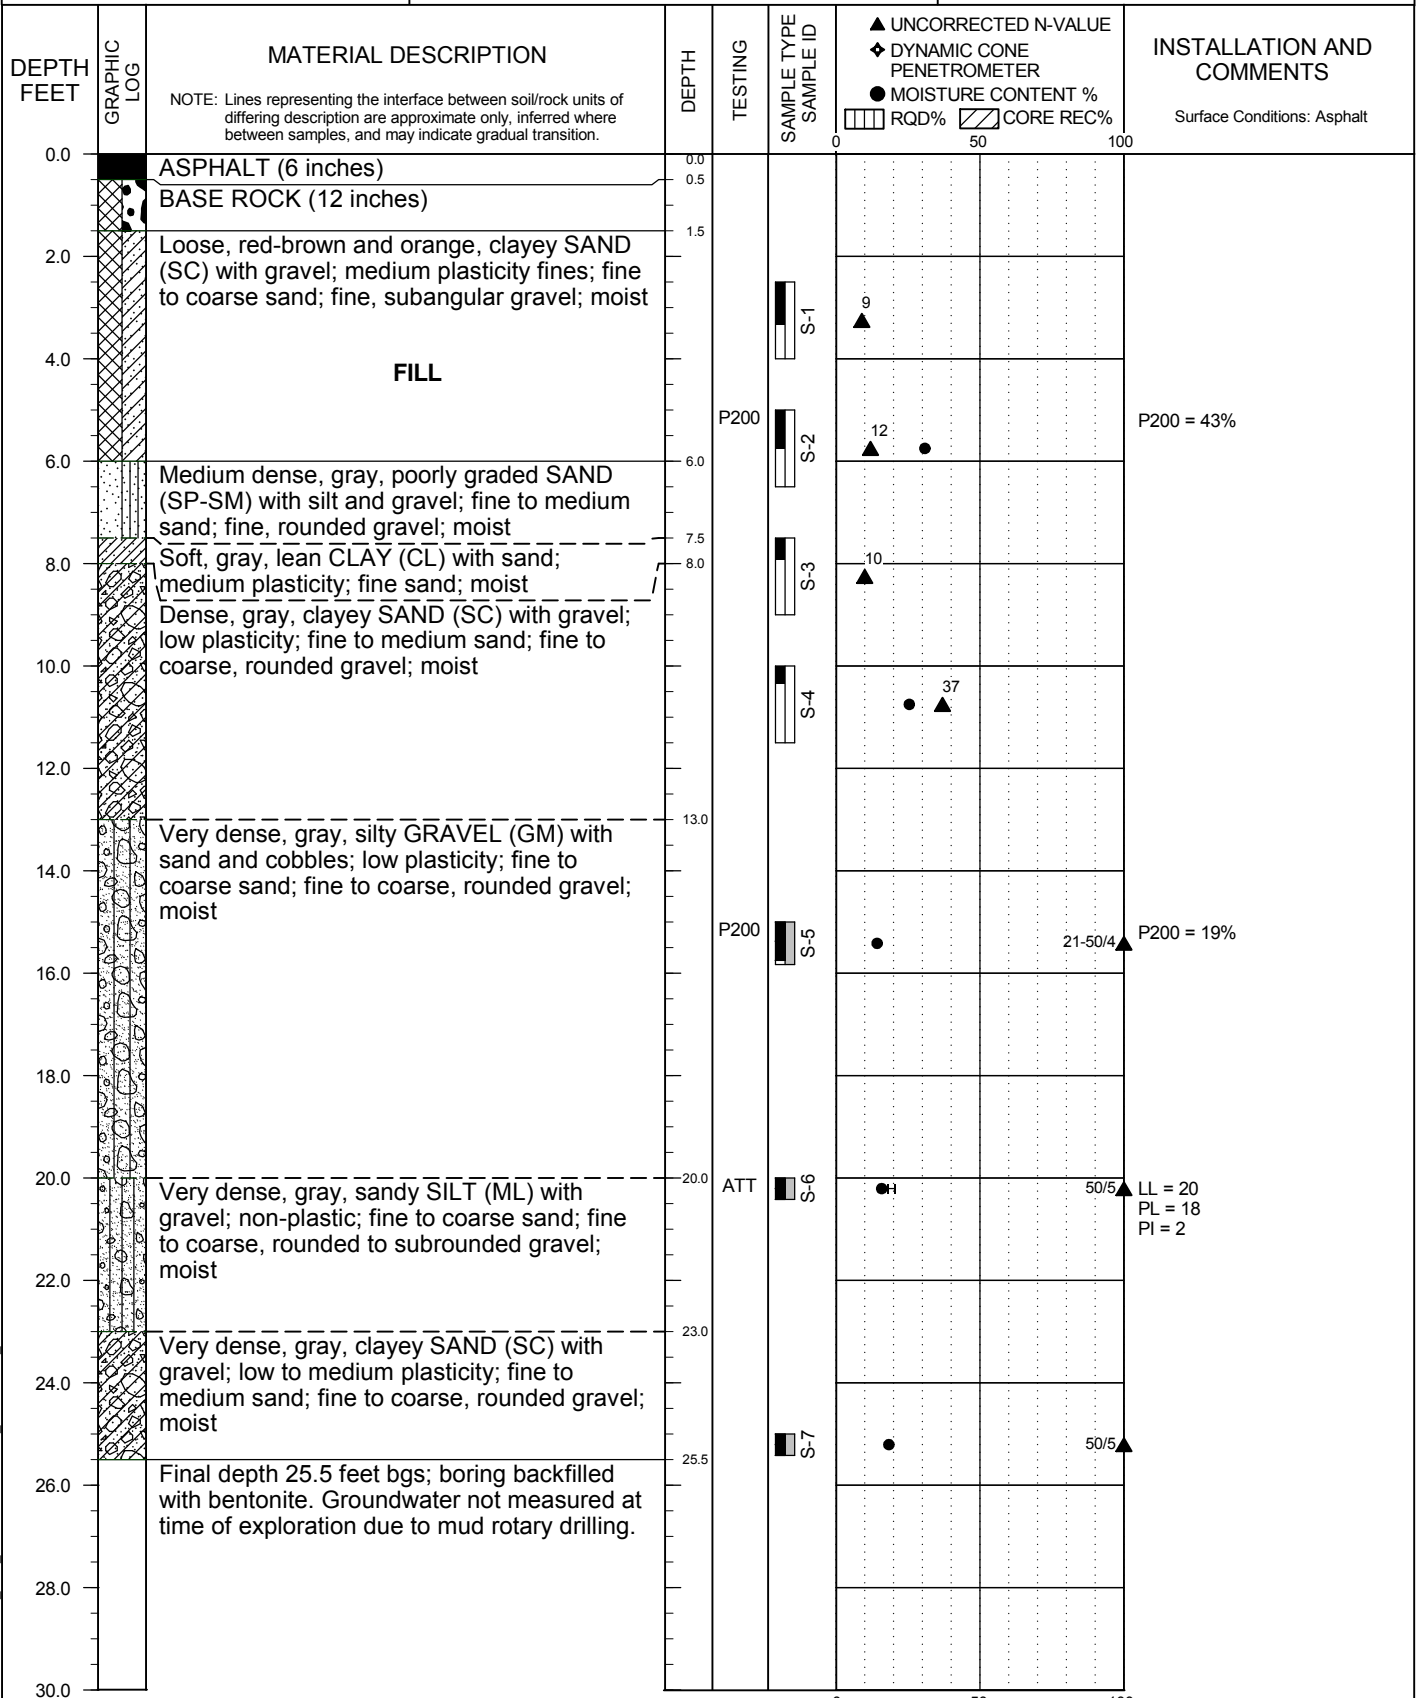 DEPTH
FEET
GRAPHIC
LOG
MATERIAL DESCRIPTION
NOTE: Lines representing the interface between soil/rock units of
differing description are approximate only, inferred where
between samples, and may indicate gradual transition.
DEPTH
TESTING
SAMPLE TYPE
SAMPLE ID
UNCORRECTED N-VALUE
DYNAMIC CONE
PENETROMETER
MOISTURE CONTENT %
RQD% CORE REC%
0 50 100
INSTALLATION AND
COMMENTS
Surface Conditions: Asphalt
0.0
ASPHALT (6 inches)
0.0
0.5
BASE ROCK (12 inches)
1.5
2.0
Loose, red-brown and orange, clayey SAND
(SC) with gravel; medium plasticity fines; fine
to coarse sand; fine, subangular gravel; moist
S-1
9
4.0
FILL
P200
S-2
12
P200 = 43%
6.0
6.0
Medium dense, gray, poorly graded SAND
(SP-SM) with silt and gravel; fine to medium
sand; fine, rounded gravel; moist
7.5
Soft, gray, lean CLAY (CL) with sand;
medium plasticity; fine sand; moist
8.0
8.0
S-3
10
Dense, gray, clayey SAND (SC) with gravel;
low plasticity; fine to medium sand; fine to
coarse, rounded gravel; moist
10.0
S-4
37
12.0
13.0
Very dense, gray, silty GRAVEL (GM) with
sand and cobbles; low plasticity; fine to
coarse sand; fine to coarse, rounded gravel;
moist
14.0
P200
S-5
21-50/4
P200 = 19%
16.0
18.0
20.0
20.0
Very dense, gray, sandy SILT (ML) with
gravel; non-plastic; fine to coarse sand; fine
to coarse, rounded to subrounded gravel;
moist
ATT
S-6
50/5
LL = 20
PL = 18
PI = 2
22.0
23.0
Very dense, gray, clayey SAND (SC) with
gravel; low to medium plasticity; fine to
medium sand; fine to coarse, rounded gravel;
moist
24.0
S-7
50/5
25.5
Final depth 25.5 feet bgs; boring backfilled
with bentonite. Groundwater not measured at
time of exploration due to mud rotary drilling.
26.0
28.0
30.0